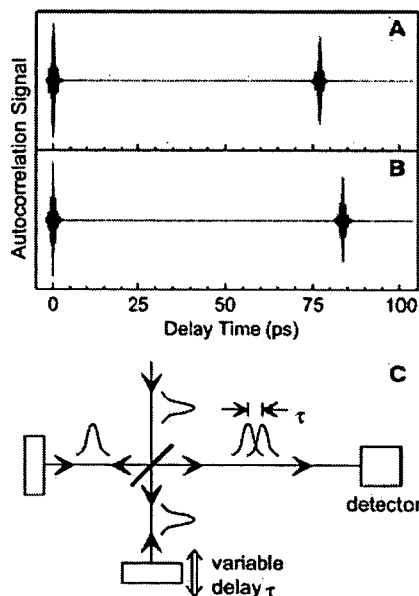 A
B
Autocorrelation Signal
0 25 50 75 100
Delay Time (ps)
C
τ
detector
variable
delay τ